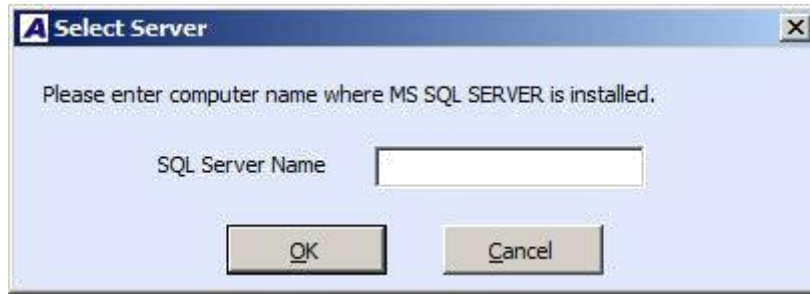 A Select Server
Please enter computer name where MS SQL SERVER is installed.
SQL Server Name
OK
Cancel